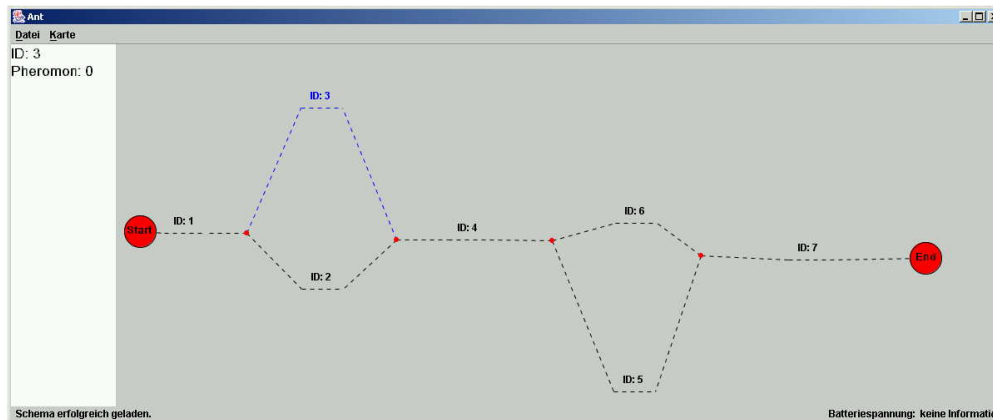 Ant
Datei Karte
ID: 3
Pheromon: 0
ID: 3
ID: 1
Start
ID: 2
ID: 4
ID: 6
ID: 7
End
ID: 5
Schema erfolgreich geladen.
Batteriespannung: keine Informatio